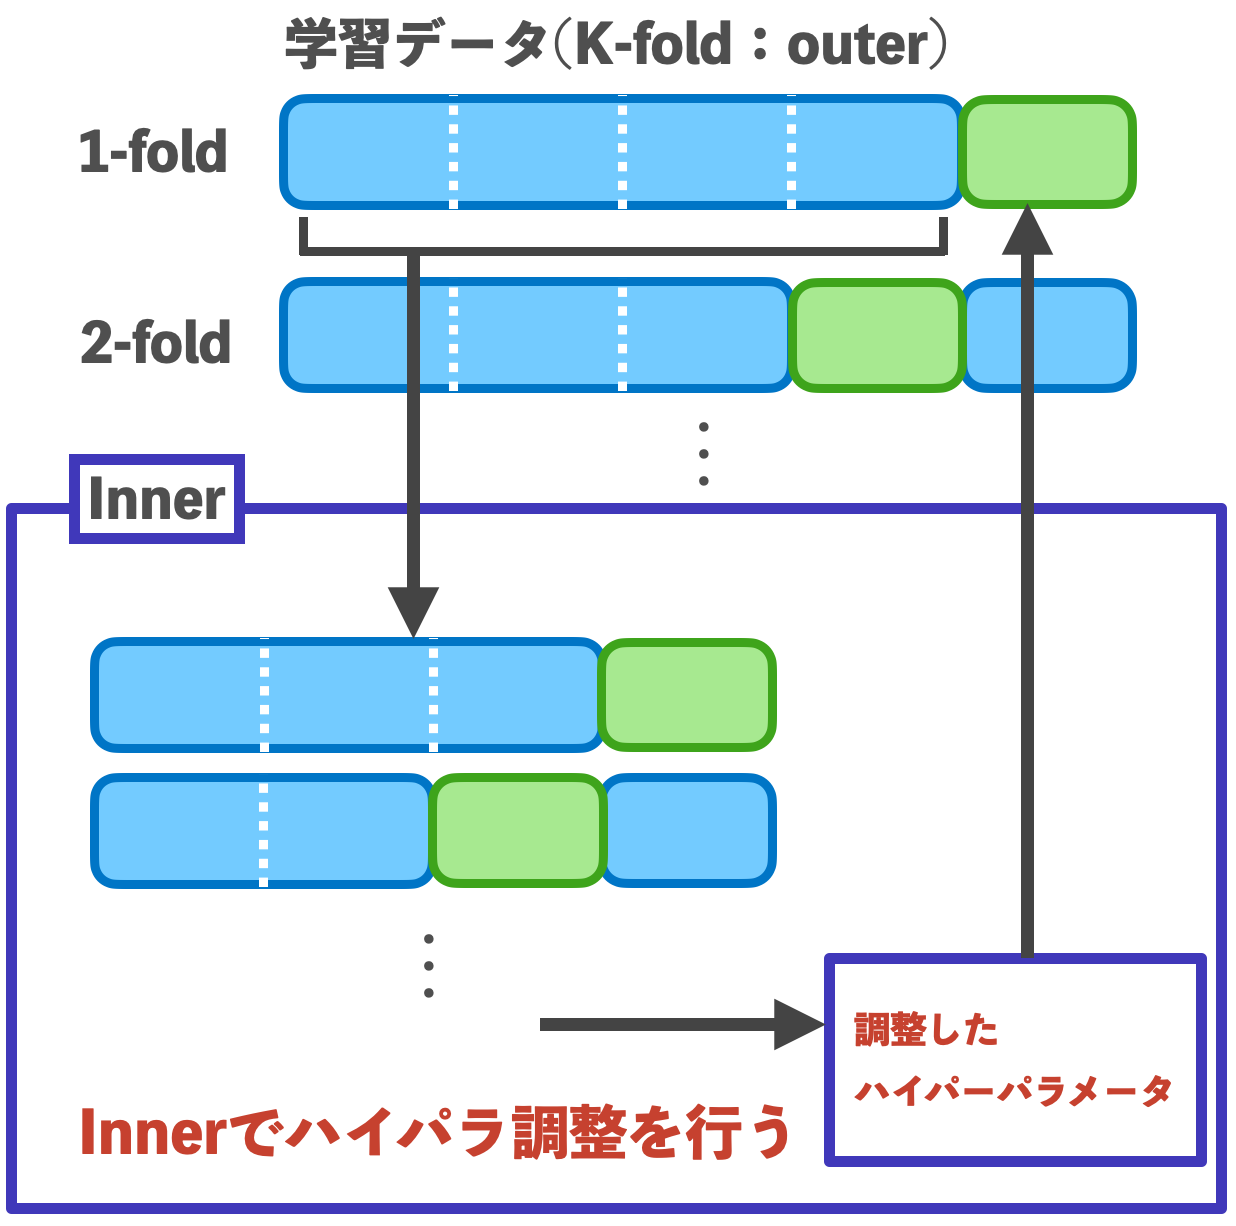 学習データ(K-fold：outer)
1-fold
2-fold
Inner
調整した
ハイパーパラメータ
Innerでハイパラ調整を行う